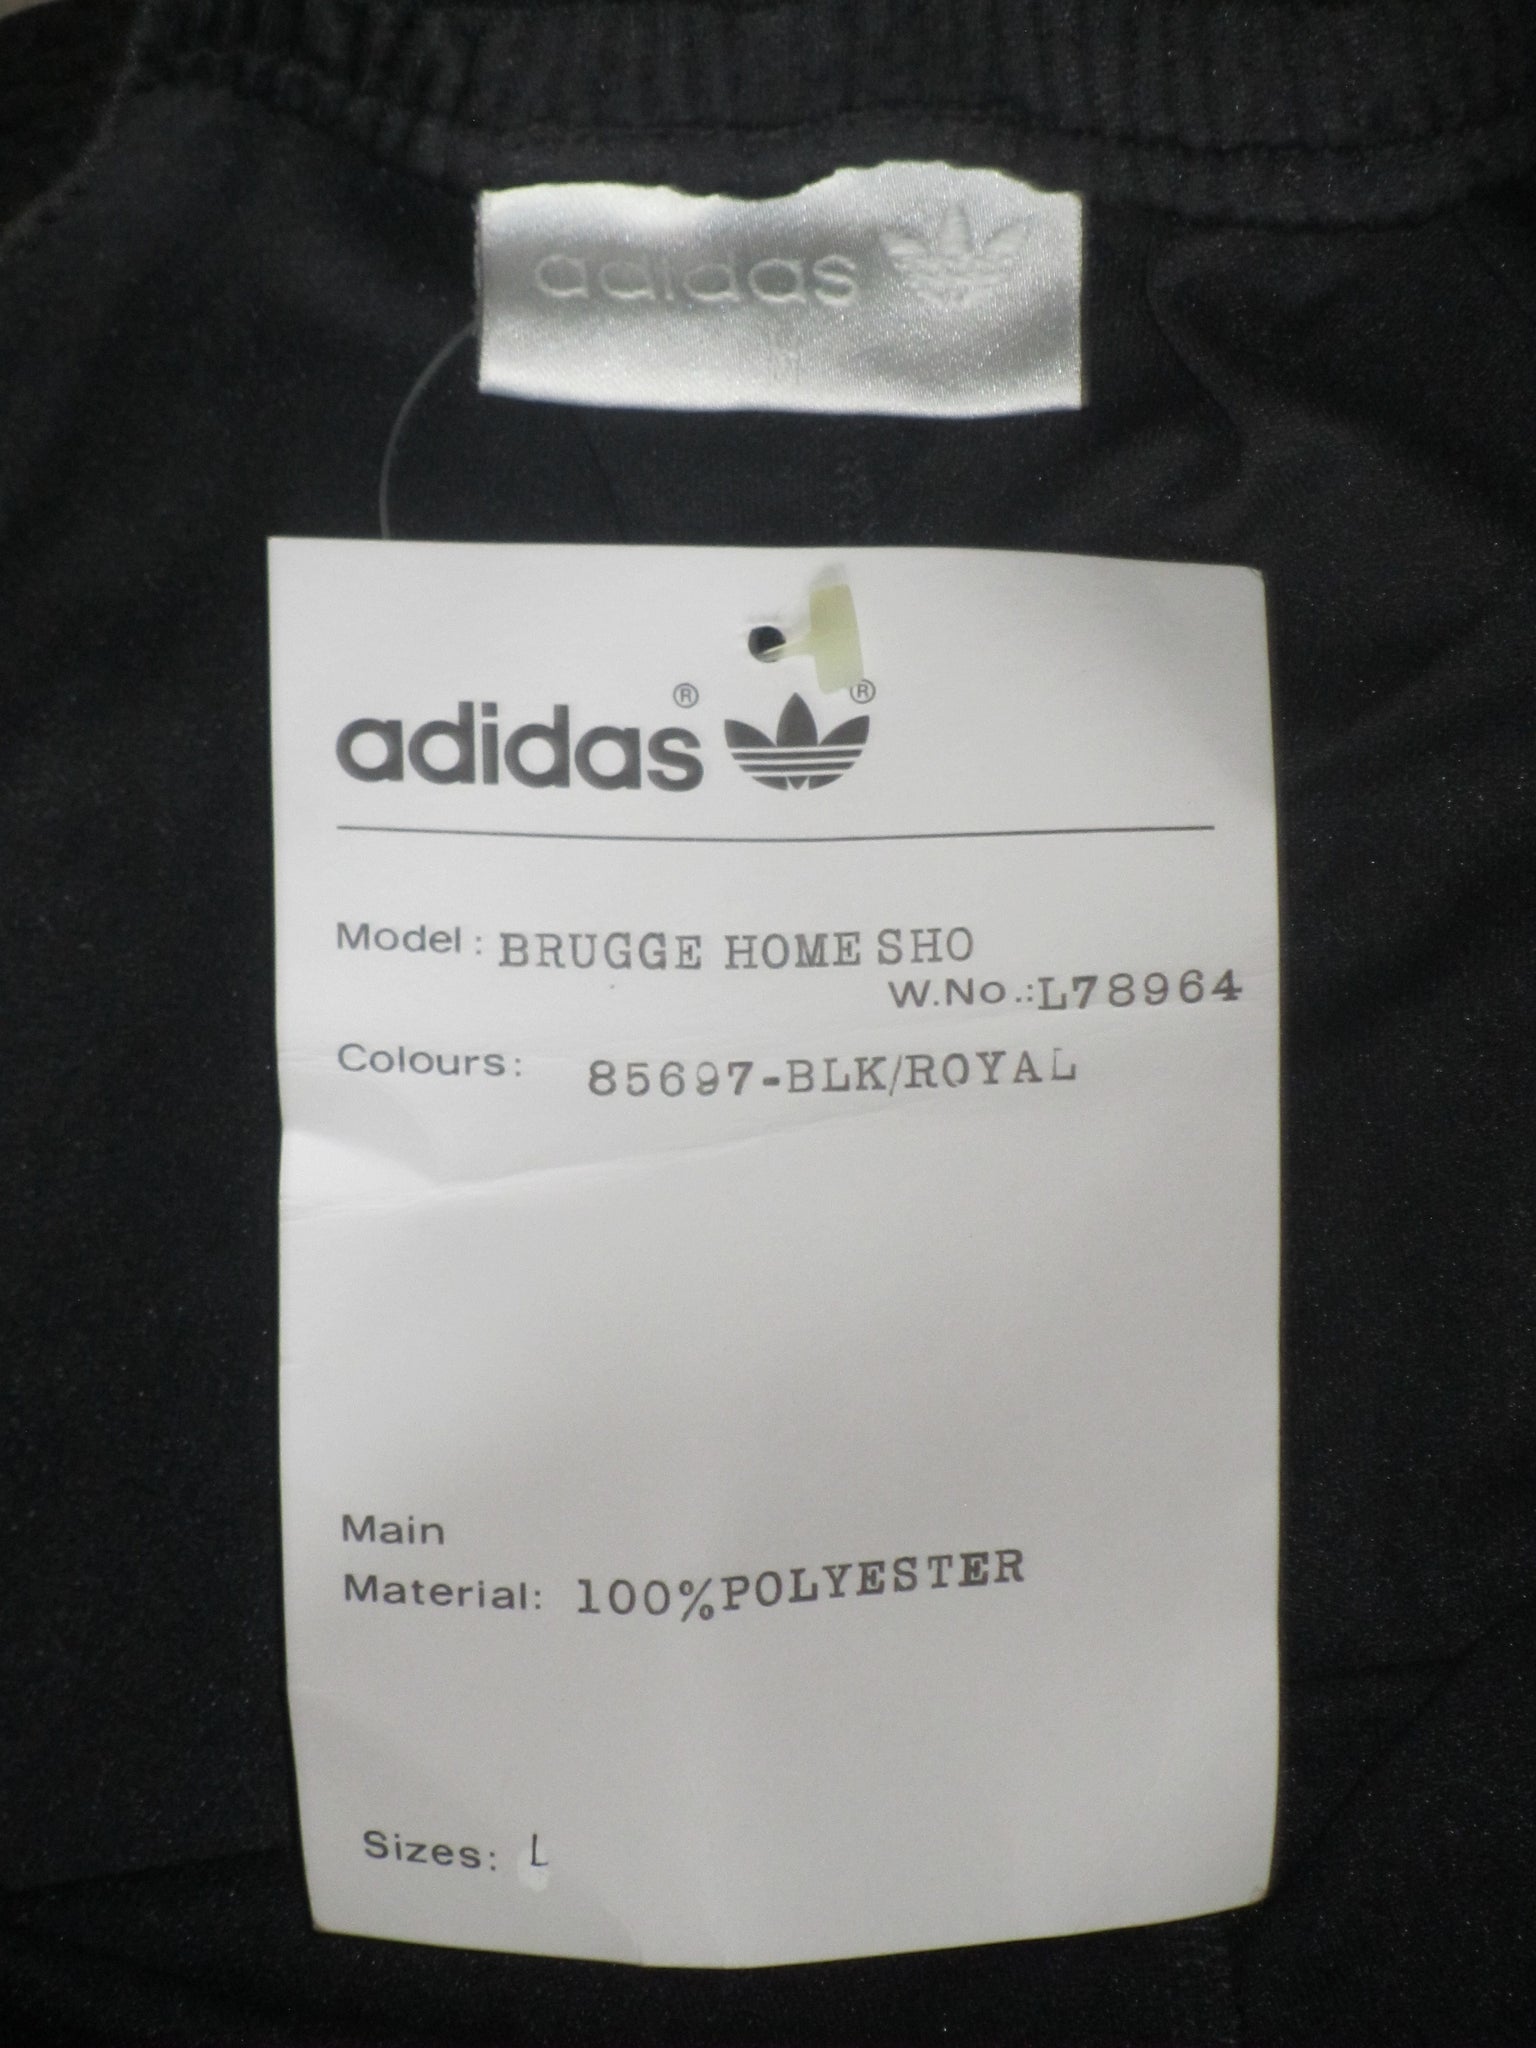 adidas
adidas® ®
Model: BRUGGE HOME SHO
W.No.:L78964
Colours: 85697-BLK/ROYAL
Main
Material: 100%POLYESTER
Sizes: L